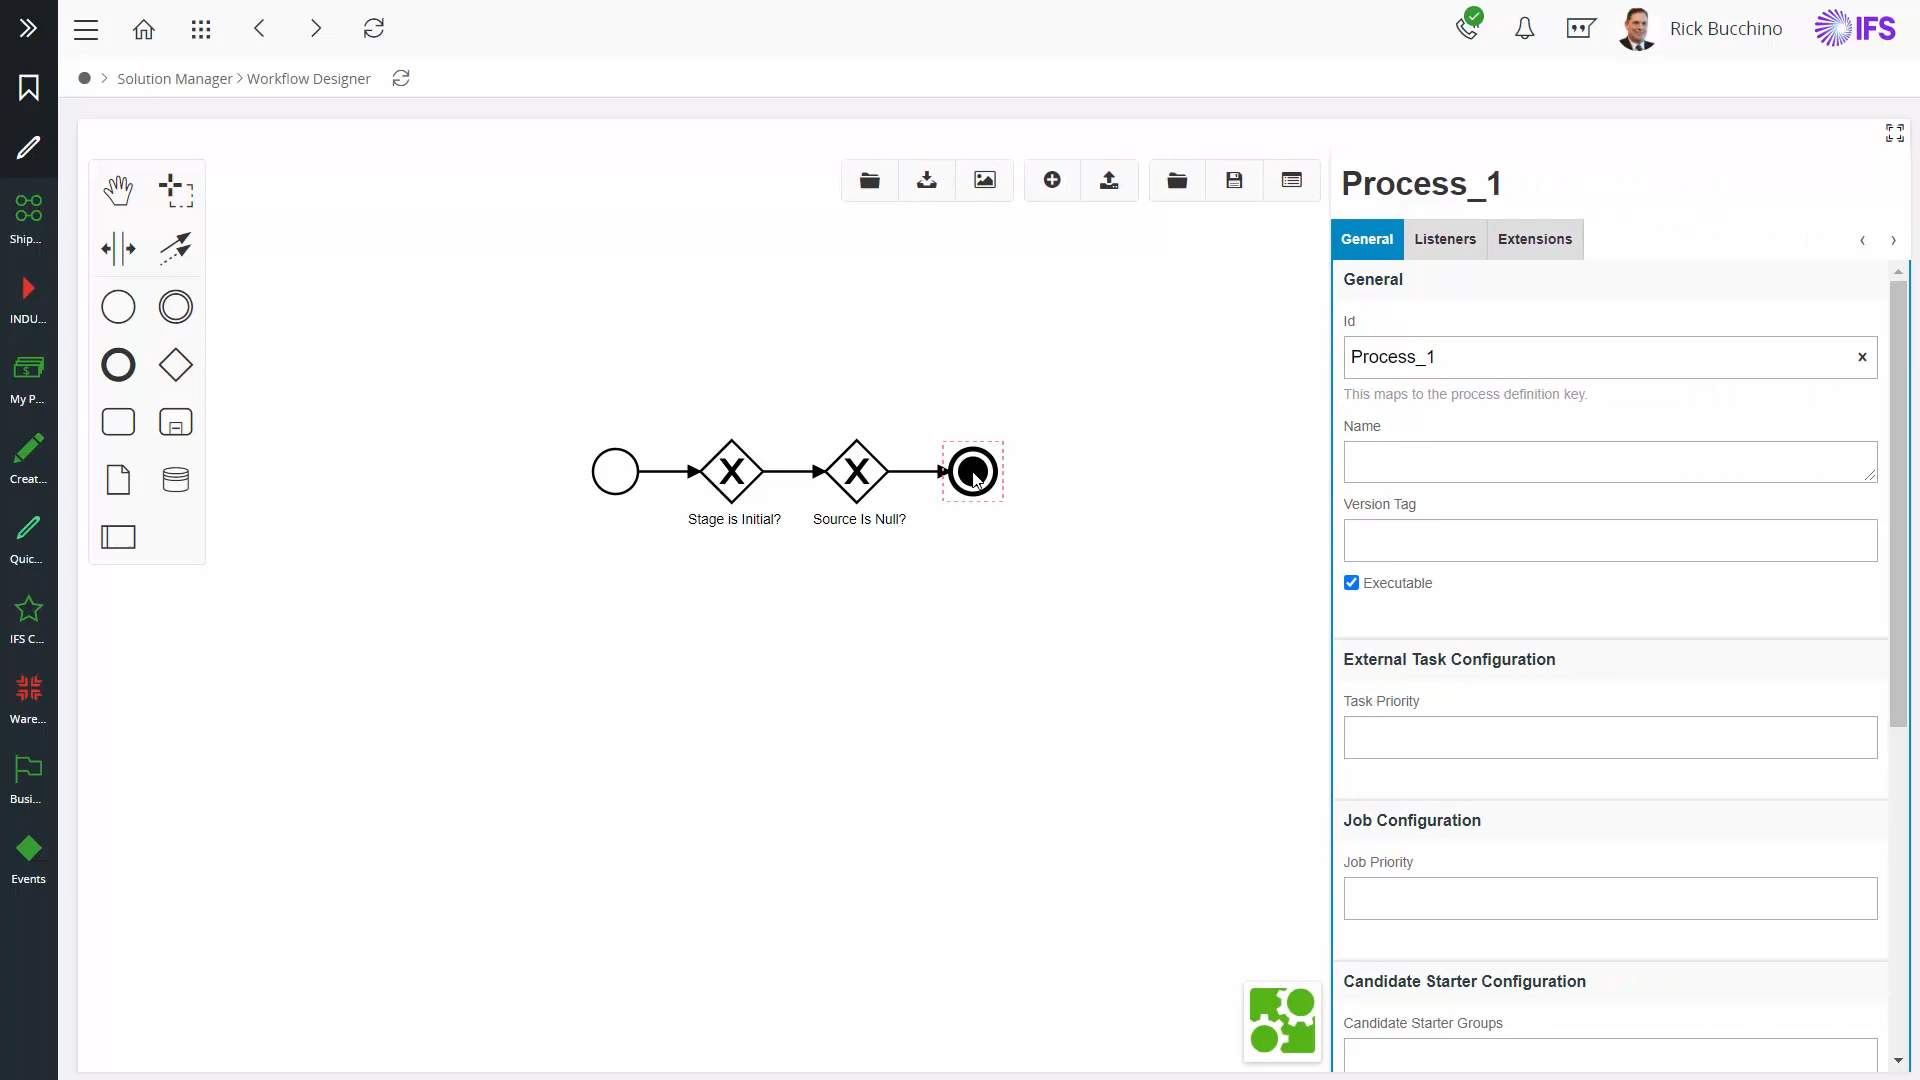 Rick Bucchino
IFS
Solution Manager > Workflow Designer
Ship...
INDU...
My P...
Creat...
Quic...
IFS C...
Ware...
Busi...
Events
Stage is Initial?
Source Is Null?
Process_1
General
Listeners
Extensions
General
Id
Process_1
This maps to the process definition key.
Name
Version Tag
Executable
External Task Configuration
Task Priority
Job Configuration
Job Priority
Candidate Starter Configuration
Candidate Starter Groups